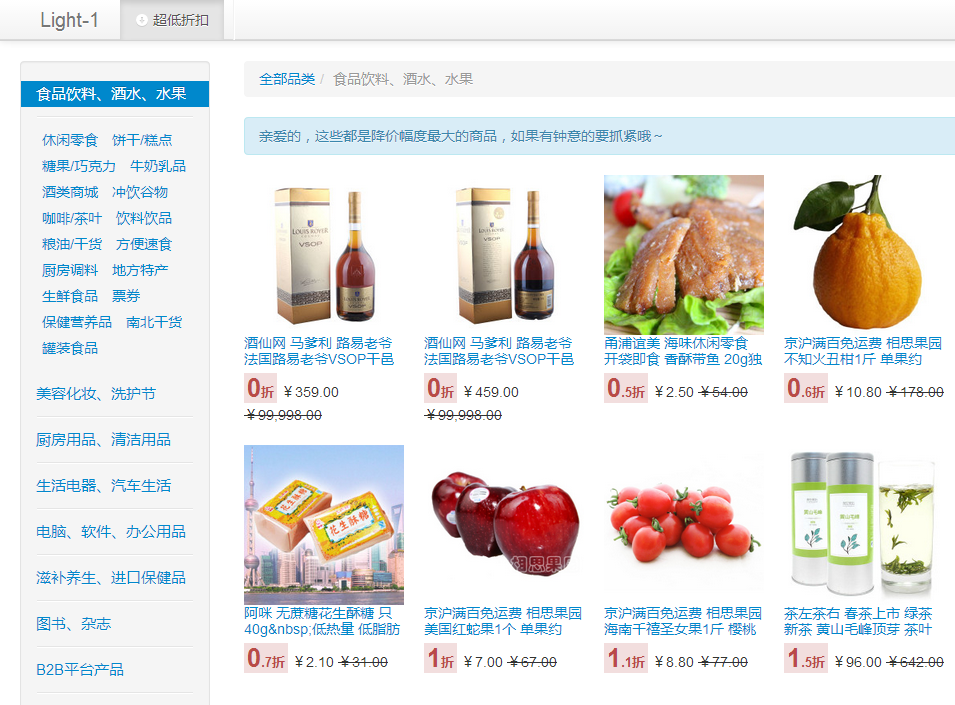 Light-1
超低折扣
食品饮料、酒水、水果
休闲零食 饼干/糕点
糖果/巧克力 牛奶乳品
酒类商城 冲饮谷物
咖啡/茶叶 饮料饮品
粮油/干货 方便速食
厨房调料 地方特产
生鲜食品 票券
保健营养品 南北干货
罐装食品
美容化妆、洗护节
厨房用品、清洁用品
生活电器、汽车生活
电脑、软件、办公用品
滋补养生、进口保健品
图书、杂志
B2B平台产品
全部品类 / 食品饮料、酒水、水果
亲爱的，这些都是降价幅度最大的商品，如果有钟意的要抓紧哦～
LOUIS ROYER
VSOP
LOUIS ROYER
VSOP
酒仙网 马爹利 路易老爷
法国路易老爷VSOP干邑
0折 ￥359.00
￥99,998.00
酒仙网 马爹利 路易老爷
法国路易老爷VSOP干邑
0折 ￥459.00
￥99,998.00
甬浦谊美 海味休闲零食
开袋即食 香酥带鱼 20g独
0.5折 ￥2.50 ￥54.00
京沪满百免运费 相思果园
不知火丑柑1斤 单果约
0.6折 ￥10.80 ￥178.00
花生酥糖
花生酥糖
阿咪 无蔗糖花生酥糖 只
40g&nbsp;低热量 低脂肪
0.7折 ￥2.10 ￥31.00
相思果
京沪满百免运费 相思果园
美国红蛇果1个 单果约
1折 ￥7.00 ￥67.00
京沪满百免运费 相思果园
海南千禧圣女果1斤 樱桃
1.1折 ￥8.80 ￥77.00
黄山毛峰
黄山毛峰
茶左茶右 春茶上市 绿茶
新茶 黄山毛峰顶芽 茶叶
1.5折 ￥96.00 ￥642.00